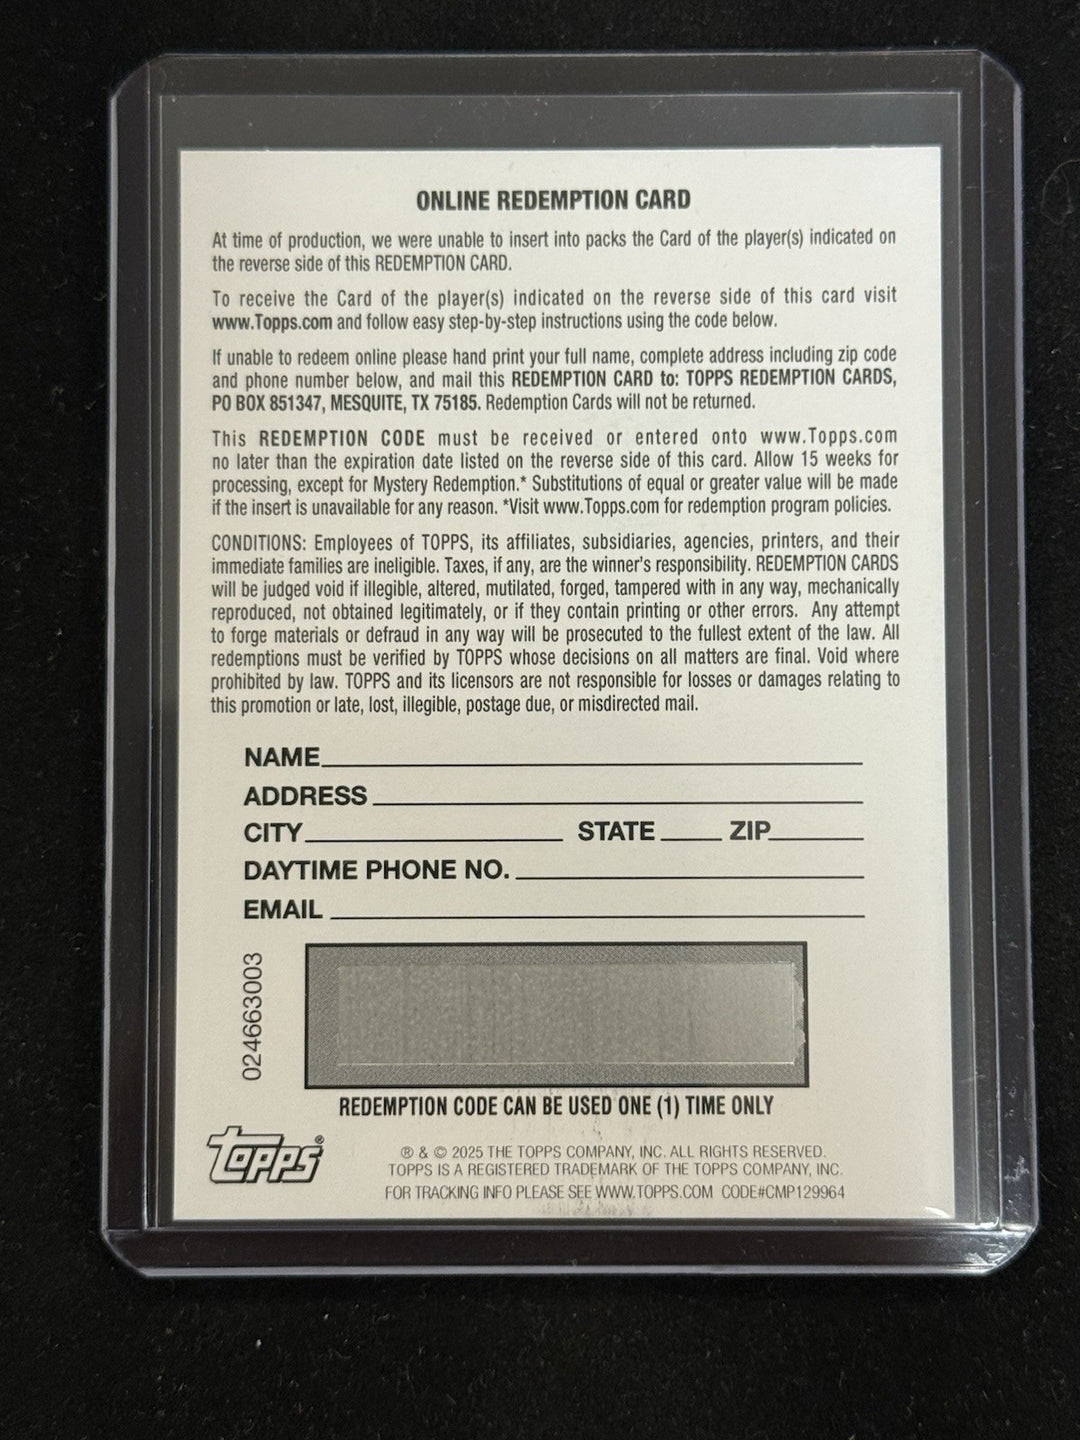 ONLINE REDEMPTION CARD
At time of production, we were unable to insert into packs the Card of the player(s) indicated on
the reverse side of this REDEMPTION CARD.
To receive the Card of the player(s) indicated on the reverse side of this card visit
www.Topps.com and follow easy step-by-step instructions using the code below.
If unable to redeem online please hand print your full name, complete address including zip code
and phone number below, and mail this REDEMPTION CARD to: TOPPS REDEMPTION CARDS,
PO BOX 851347, MESQUITE, TX 75185. Redemption Cards will not be returned.
This REDEMPTION CODE must be received or entered onto www.Topps.com
no later than the expiration date listed on the reverse side of this card. Allow 15 weeks for
processing, except for Mystery Redemption.* Substitutions of equal or greater value will be made
if the insert is unavailable for any reason. *Visit www.Topps.com for redemption program policies.
CONDITIONS: Employees of TOPPS, its affiliates, subsidiaries, agencies, printers, and their
immediate families are ineligible. Taxes, if any, are the winner's responsibility. REDEMPTION CARDS
will be judged void if illegible, altered, mutilated, forged, tampered with in any way, mechanically
reproduced, not obtained legitimately, or if they contain printing or other errors. Any attempt
to forge materials or defraud in any way will be prosecuted to the fullest extent of the law. All
redemptions must be verified by TOPPS whose decisions on all matters are final. Void where
prohibited by law. TOPPS and its licensors are not responsible for losses or damages relating to
this promotion or late, lost, illegible, postage due, or misdirected mail.
NAME
ADDRESS
CITY STATE ZIP
DAYTIME PHONE NO.
EMAIL
024663003
REDEMPTION CODE CAN BE USED ONE (1) TIME ONLY
Topps®
® & © 2025 THE TOPPS COMPANY, INC. ALL RIGHTS RESERVED.
TOPPS IS A REGISTERED TRADEMARK OF THE TOPPS COMPANY, INC.
FOR TRACKING INFO PLEASE SEE WWW.TOPPS.COM CODE#CMP129964